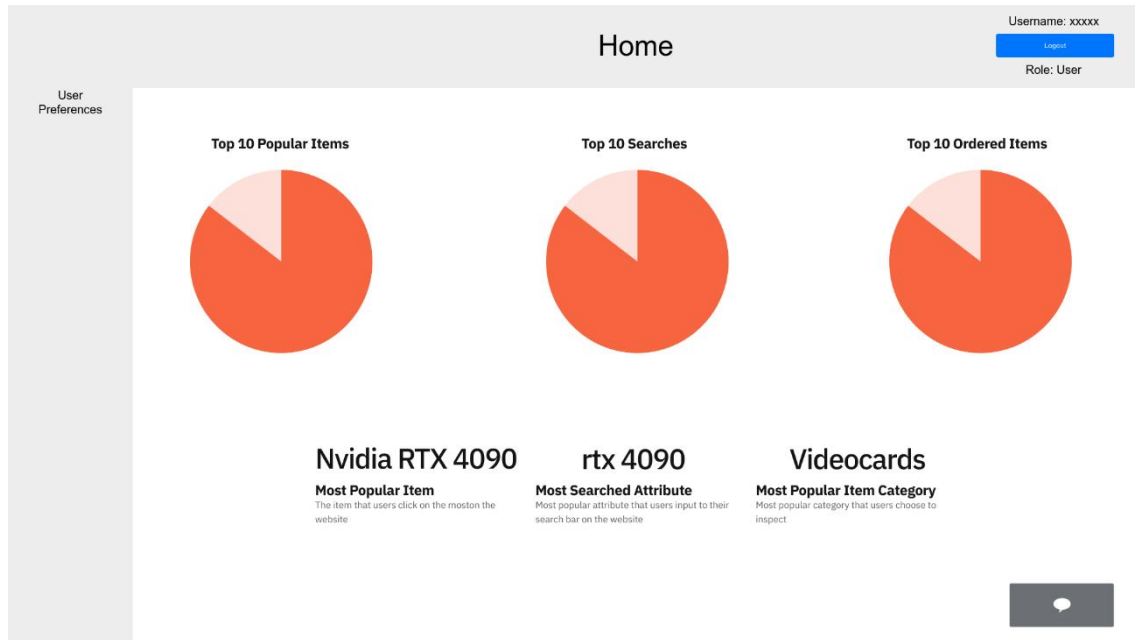 Home
Username: xxxxx
Logout
Role: User
User
Preferences
Top 10 Popular Items
Top 10 Searches
Top 10 Ordered Items
Nvidia RTX 4090
Most Popular Item
The item that users click on the moston the
website
rtx 4090
Most Searched Attribute
Most popular attribute that users input to their
search bar on the website
Videocards
Most Popular Item Category
Most popular category that users choose to
inspect